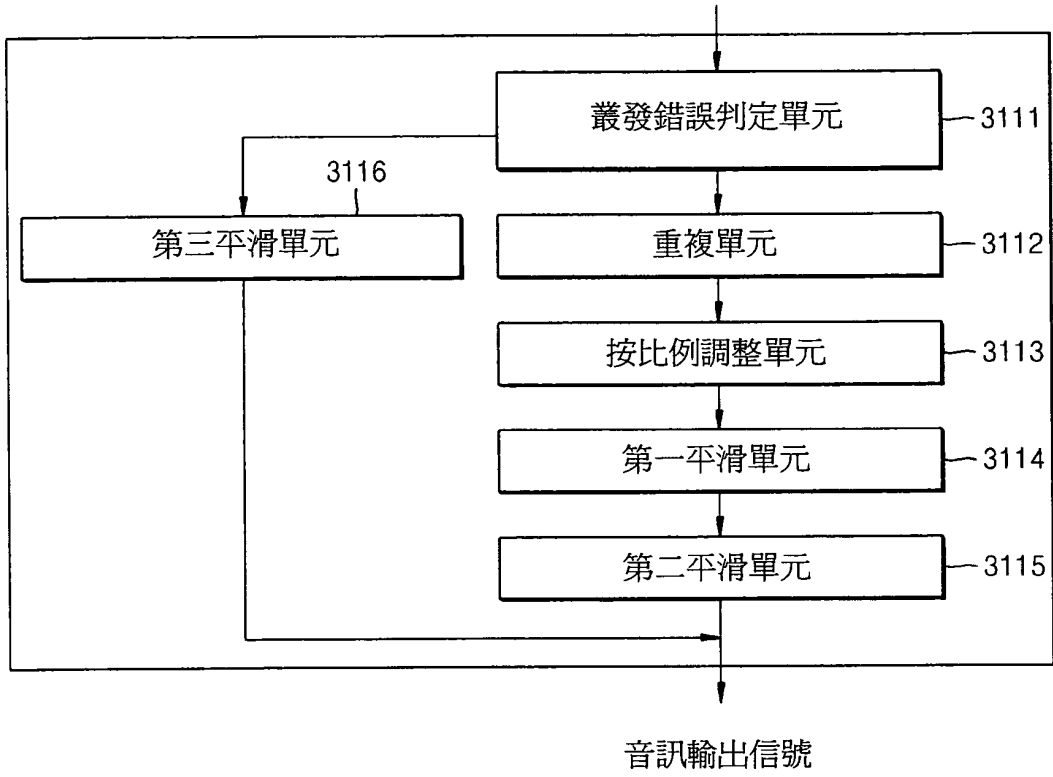 叢發錯誤判定單元
3111
3116
第三平滑單元
重複單元
3112
按比例調整單元
3113
第一平滑單元
3114
第二平滑單元
3115
音訊輸出信號